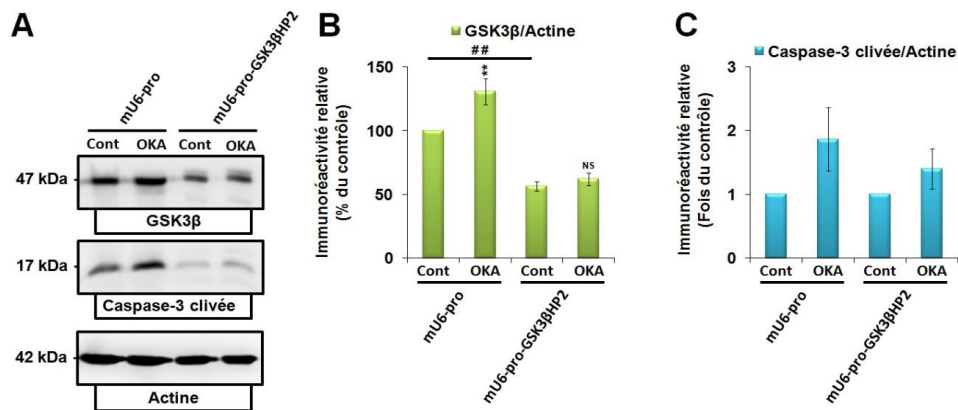 A
mU6-pro
mU6-pro-GSK3βHP2
Cont OKA Cont OKA
47 kDa
GSK3β
17 kDa
Caspase-3 clivée
42 kDa
Actine
B
GSK3β/Actine
##
**
NS
Immunoréactivité relative
(% du contrôle)
150
100
50
0
Cont OKA Cont OKA
mU6-pro
mU6-pro-GSK3βHP2
C
Caspase-3 clivée/Actine
Immunoréactivité relative
(Fois du contrôle)
3
2
1
0
Cont OKA Cont OKA
mU6-pro
mU6-pro-GSK3βHP2